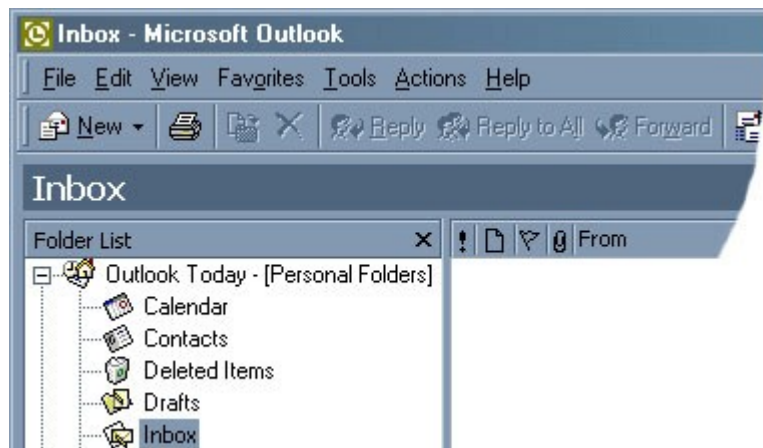 Inbox - Microsoft Outlook
File Edit View Favorites Tools Actions Help
New Reply Reply to All Forward
Inbox
Folder List From
Outlook Today - [Personal Folders]
Calendar
Contacts
Deleted Items
Drafts
Inbox